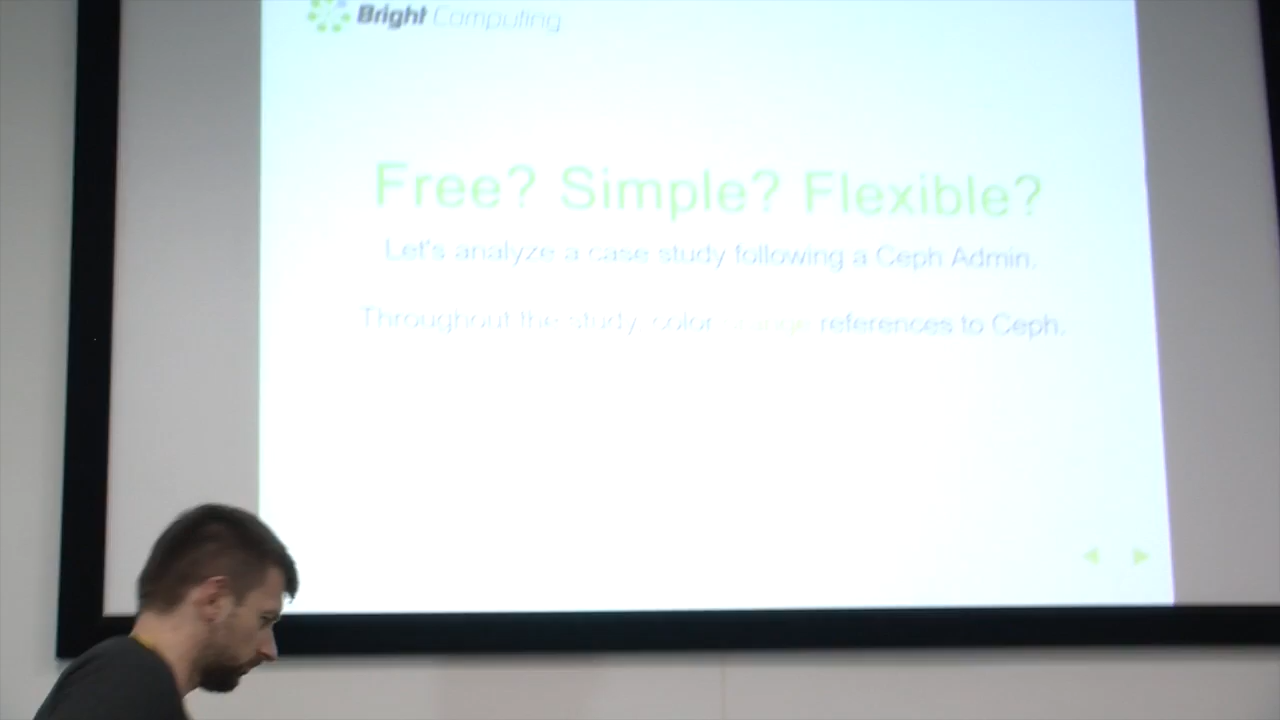 Bright Computing
Free? Simple? Flexible?
Let's analyze a case study following a Ceph Admin.
Throughout the study, color references to Ceph.